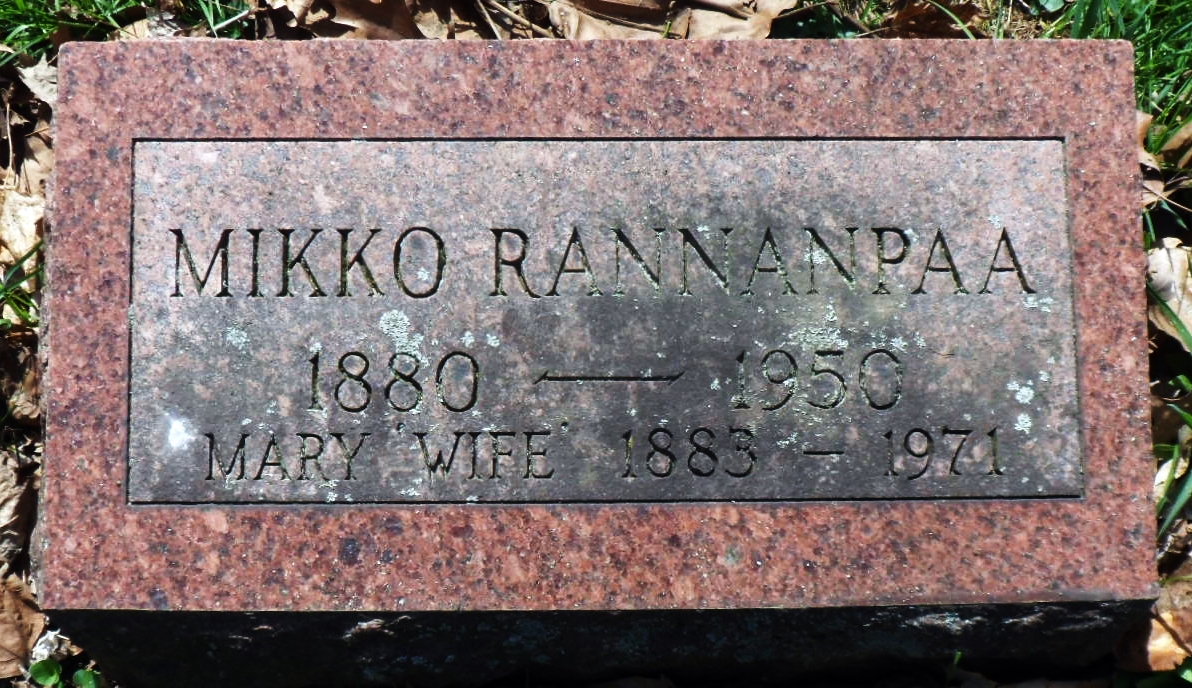 MIKKO RANNANPAA
1880 — 1950
MARY 'WIFE' 1883 - 1971